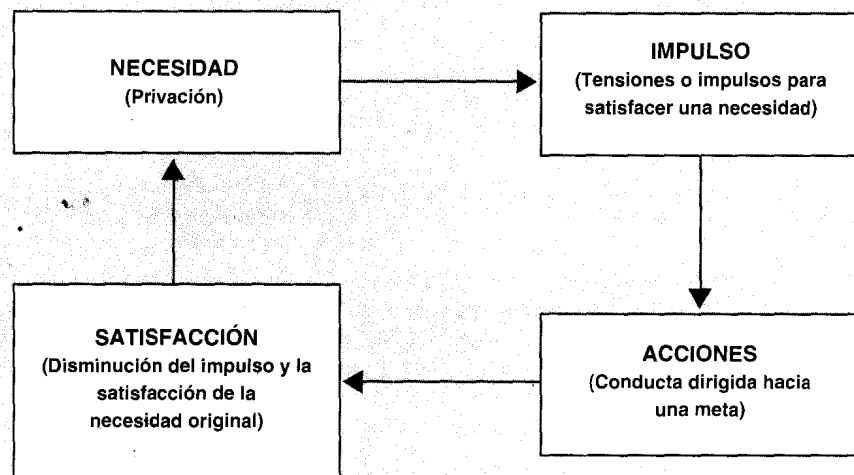 NECESIDAD
(Privación)
IMPULSO
(Tensiones o impulsos para
satisfacer una necesidad)
SATISFACCIÓN
(Disminución del impulso y la
satisfacción de la
necesidad original)
ACCIONES
(Conducta dirigida hacia
una meta)